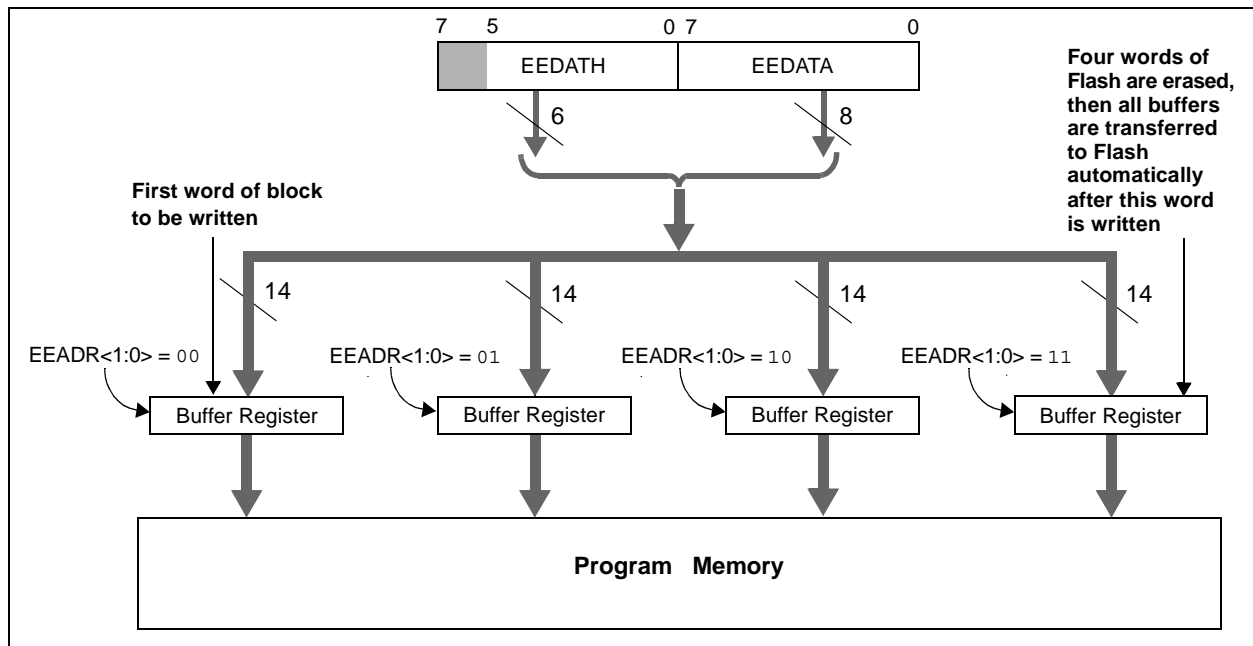 7 5 0 7 0
EEDATH EEDATA
6 8
Four words of
Flash are erased,
then all buffers
are transferred
to Flash
automatically
after this word
is written
First word of block
to be written
14 14 14 14
EEADR<1:0> = 00 EEADR<1:0> = 01 EEADR<1:0> = 10 EEADR<1:0> = 11
Buffer Register Buffer Register Buffer Register Buffer Register
Program Memory